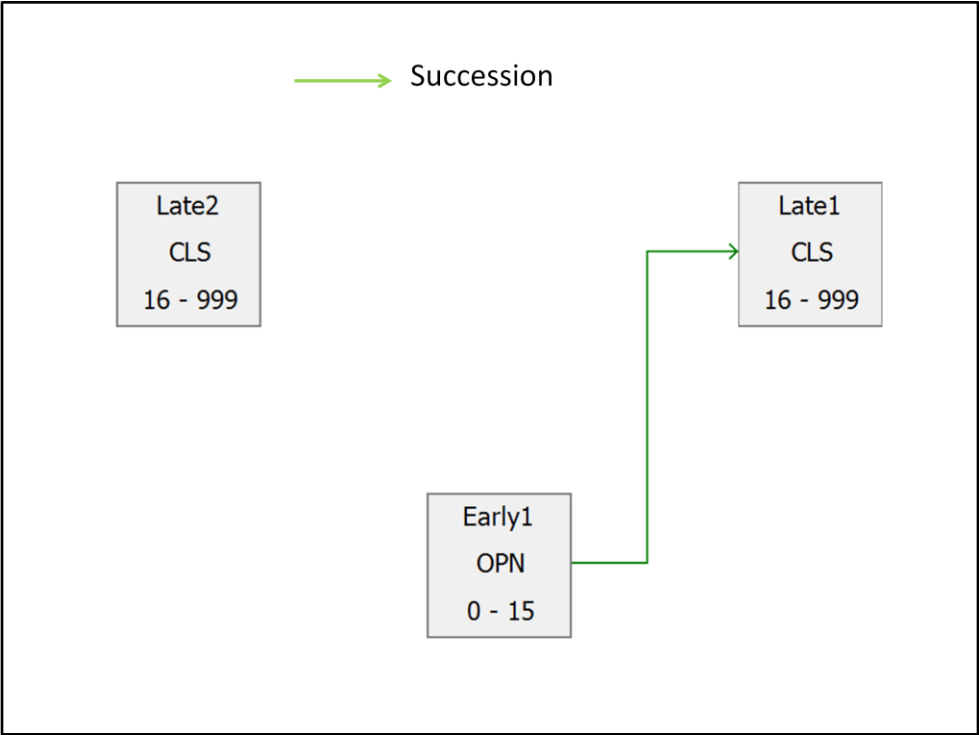 Succession
Late2
CLS
16 - 999
Late1
CLS
16 - 999
Early1
OPN
0 - 15